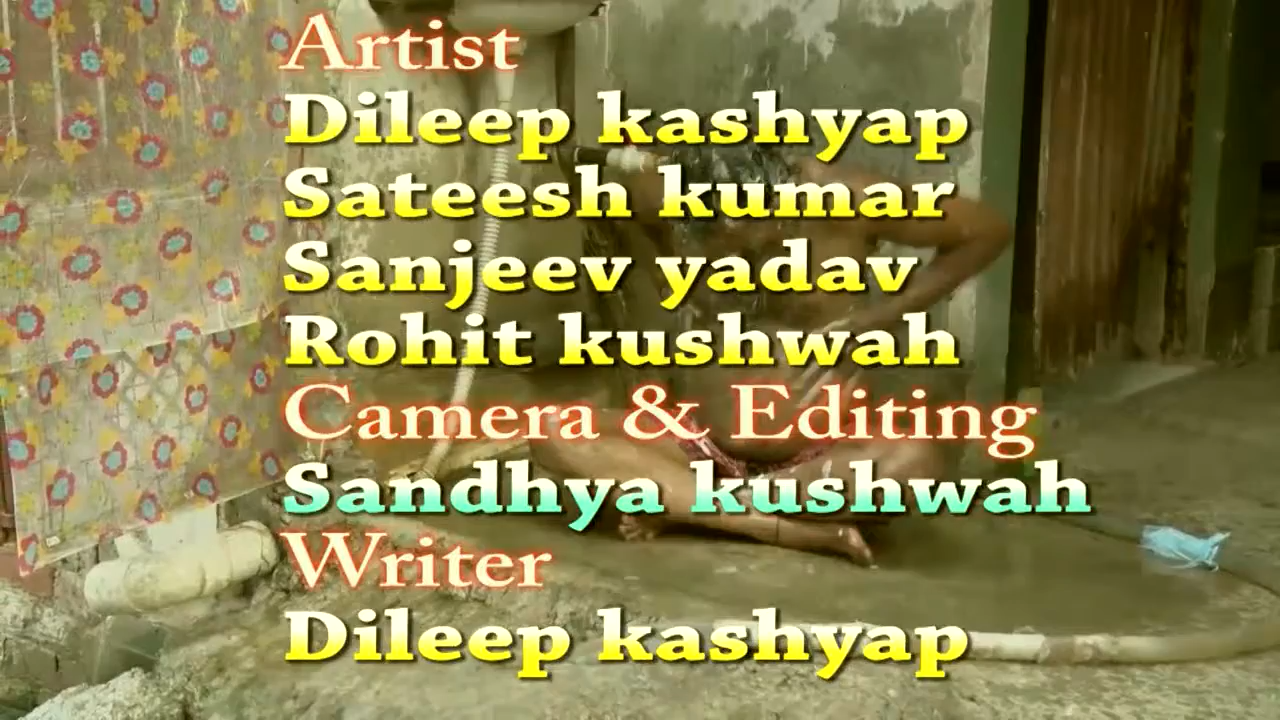 Artist
Dileep kashyap
Sateesh kumar
Sanjeev yadav
Rohit kushwah
Camera & Editing
Sandhya kushwah
Writer
Dileep kashyap